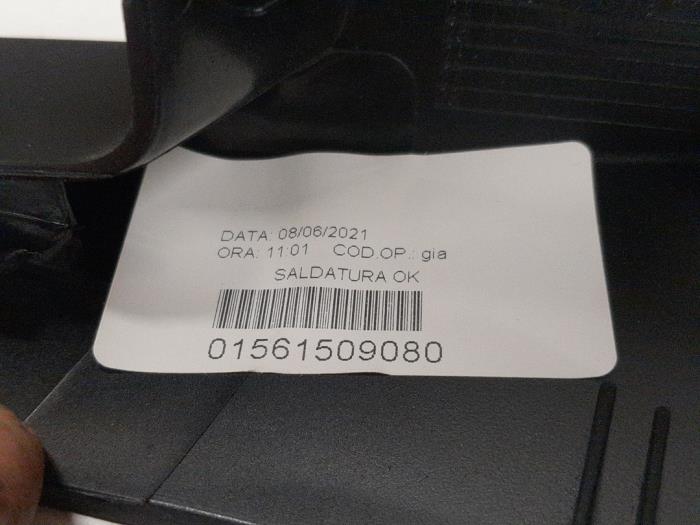 DATA: 08/06/2021
ORA: 11:01 COD.OP.: gia
SALDATURA OK
01561509080